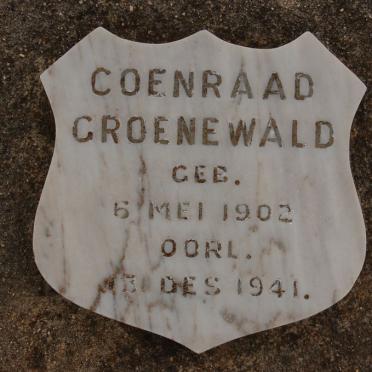 COENRAAD
GROENEWALD
GEB.
6 MEI 1902
OORL.
DES 1941.